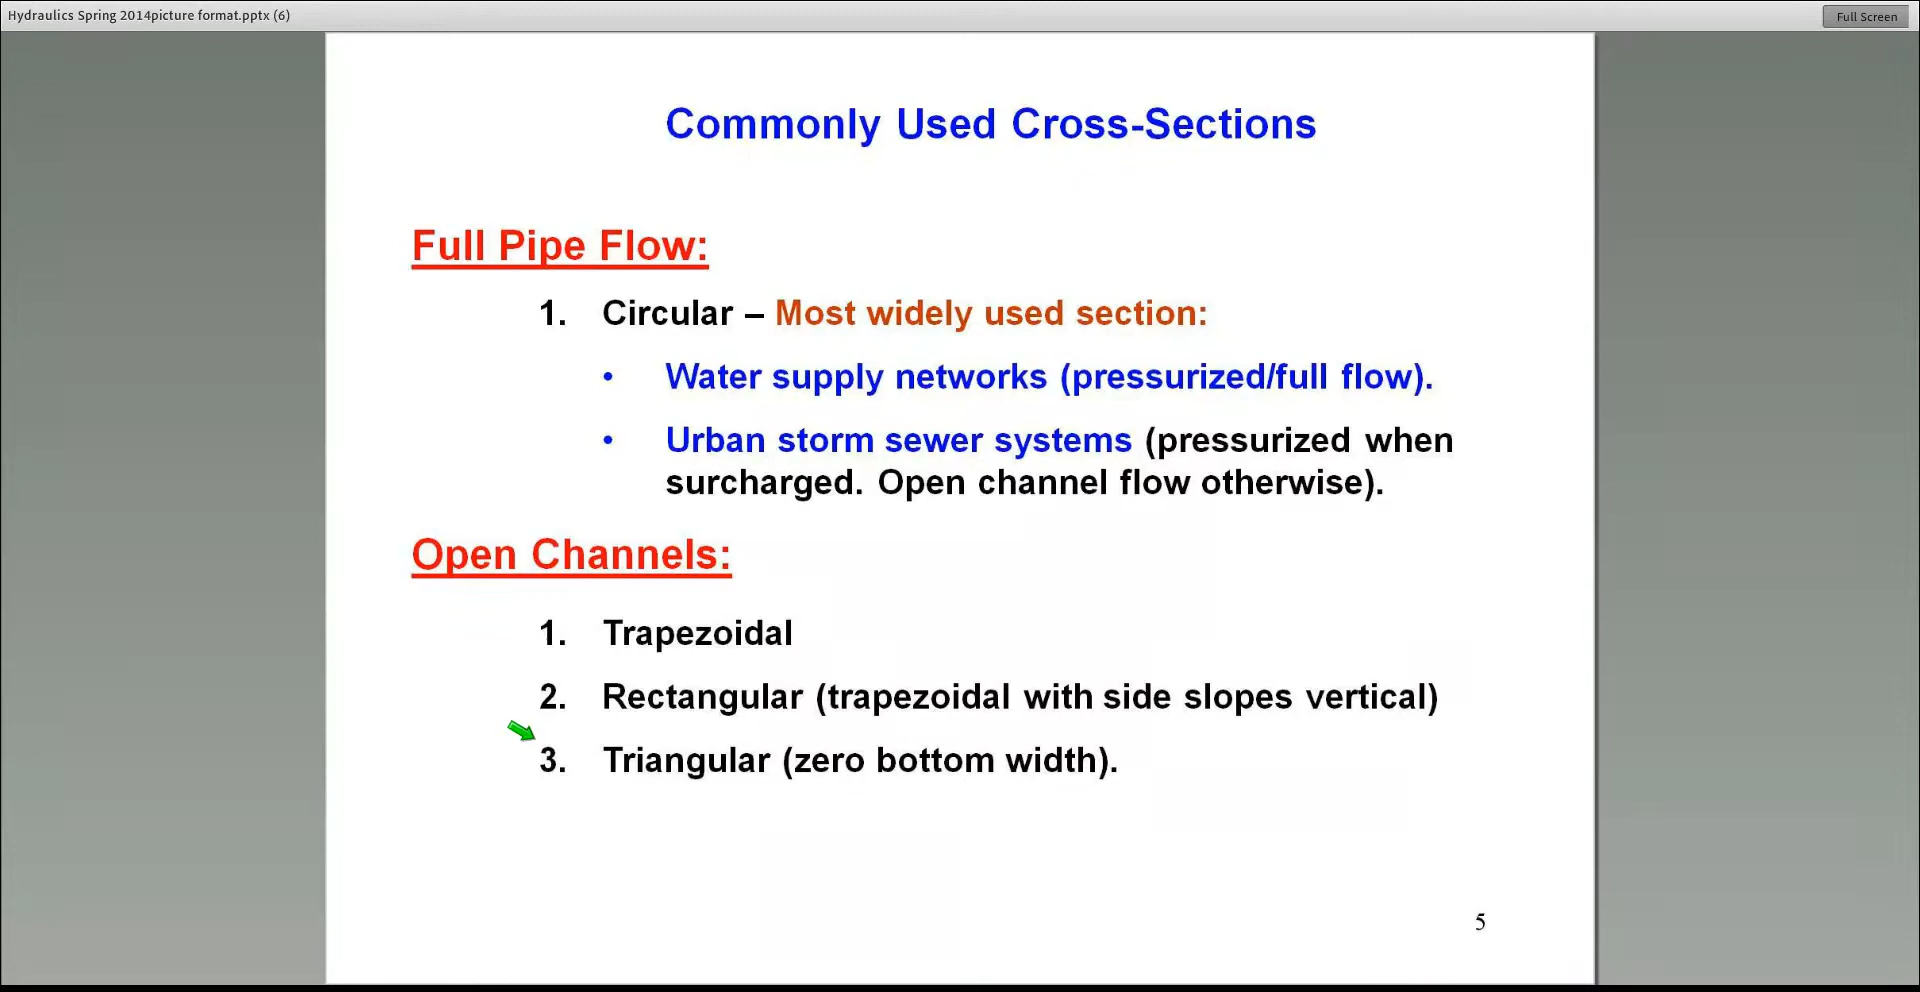 Hydraulics Spring 2014picture format.pptx (6)
Full Screen
Commonly Used Cross-Sections
Full Pipe Flow:
1. Circular – Most widely used section:
• Water supply networks (pressurized/full flow).
• Urban storm sewer systems (pressurized when
surcharged. Open channel flow otherwise).
Open Channels:
1. Trapezoidal
2. Rectangular (trapezoidal with side slopes vertical)
3. Triangular (zero bottom width).
5